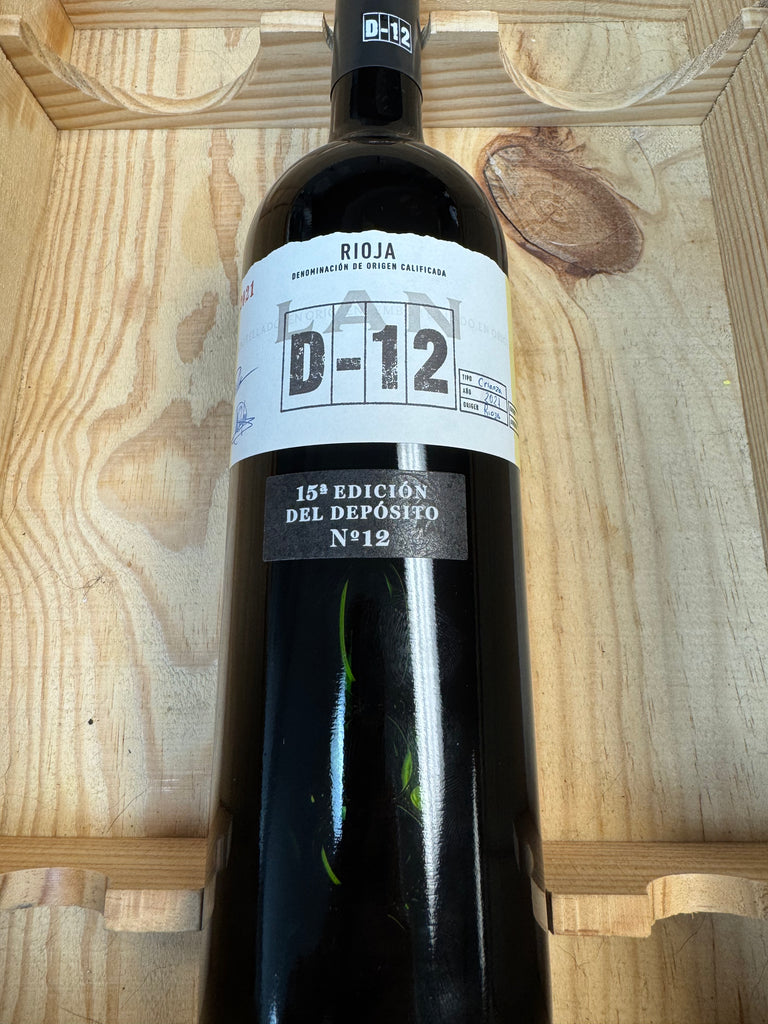 D-12
RIOJA
DENOMINACIÓN DE ORIGEN CALIFICADA
LAN
D-12
TIPO Crianza
AÑO 2021
ORIGEN Rioja
15ª EDICIÓN
DEL DEPÓSITO
Nº12